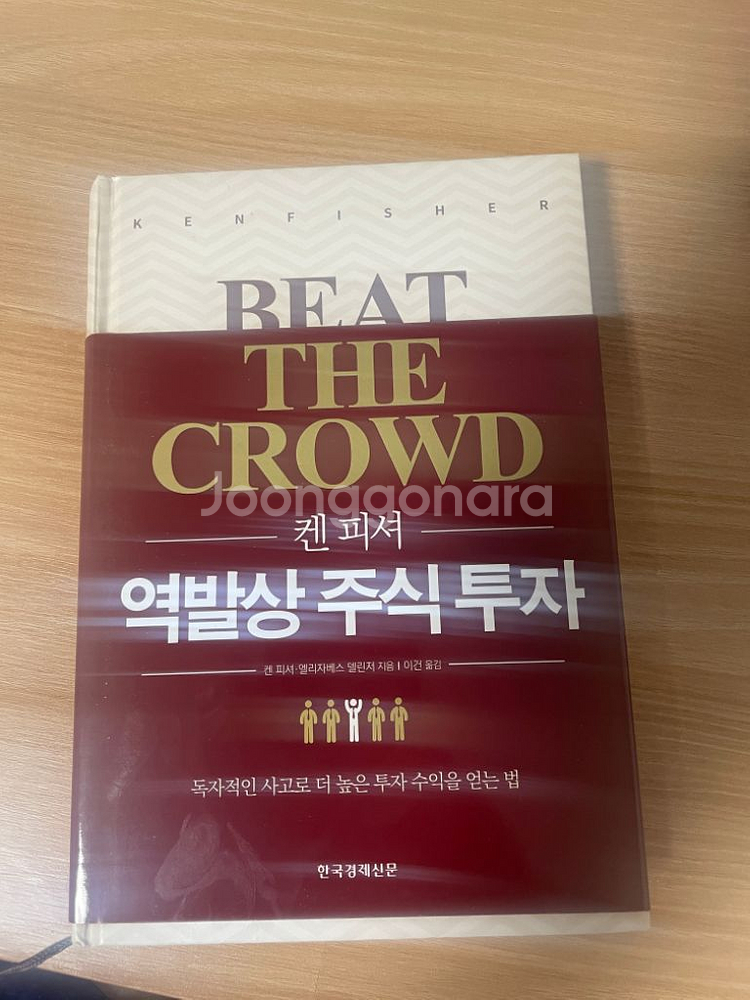 KEN FISHER
BEAT
THE
CROWD
Joonggonara
켄 피셔
역발상 주식 투자
켄 피셔·엘리자베스 델린저 지음 | 이건 옮김
독자적인 사고로 더 높은 투자 수익을 얻는 법
한국경제신문